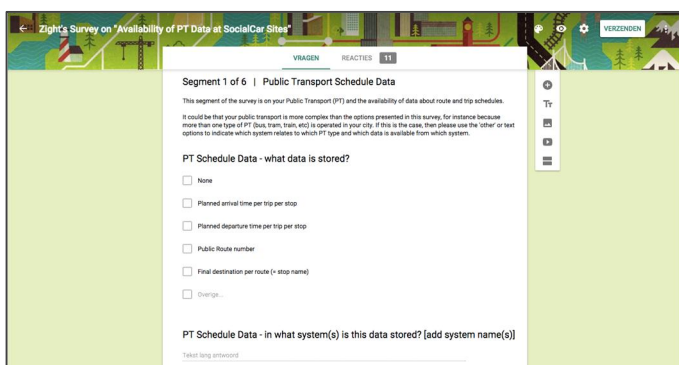 Zight's Survey on "Availability of PT Data at SocialCar Sites"
VERZENDEN
VRAGEN REACTIES 11
Segment 1 of 6 | Public Transport Schedule Data
This segment of the survey is on your Public Transport (PT) and the availability of data about route and trip schedules.
It could be that your public transport is more complex than the options presented in this survey, for instance because
more than one type of PT (bus, tram, train, etc) is operated in your city. If this is the case, then please use the 'other' or text
options to indicate which system relates to which PT type and which data is available from which system.
PT Schedule Data - what data is stored?
None
Planned arrival time per trip per stop
Planned departure time per trip per stop
Public Route number
Final destination per route (= stop name)
Overige...
PT Schedule Data - in what system(s) is this data stored? [add system name(s)]
Tekst lang antwoord